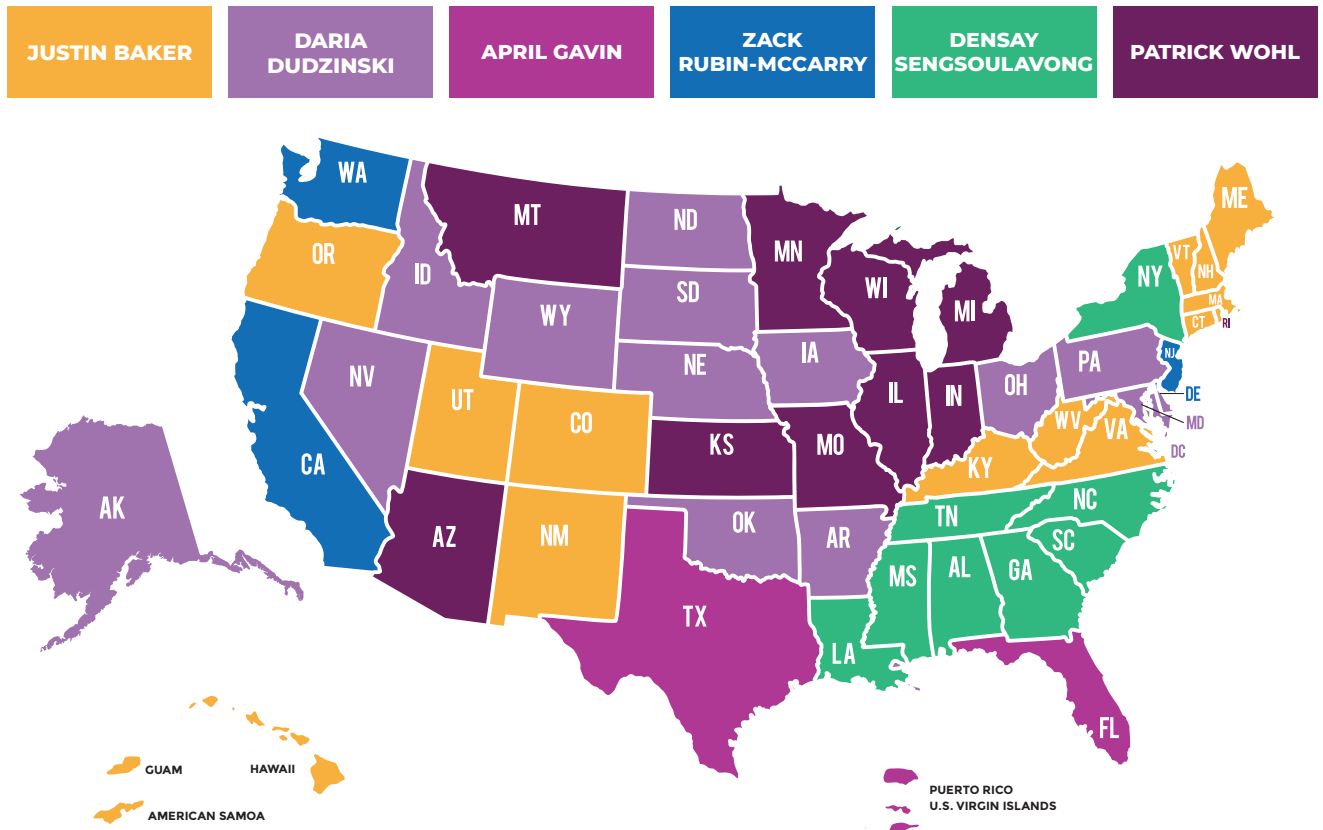 JUSTIN BAKER
DARIA
DUDZINSKI
APRIL GAVIN
ZACK
RUBIN-MCCARRY
DENSAY
SENGSOULAVONG
PATRICK WOHL
WA
MT
ND
MN
ME
OR
ID
SD
WI
MI
NY
VT
NH
MA
CT
RI
WY
NE
IA
PA
NJ
NV
UT
CO
KS
MO
IL
IN
OH
WV
VA
DE
MD
DC
CA
KY
AZ
NM
OK
AR
TN
NC
SC
AK
TX
LA
MS
AL
GA
FL
GUAM
HAWAII
AMERICAN SAMOA
PUERTO RICO
U.S. VIRGIN ISLANDS